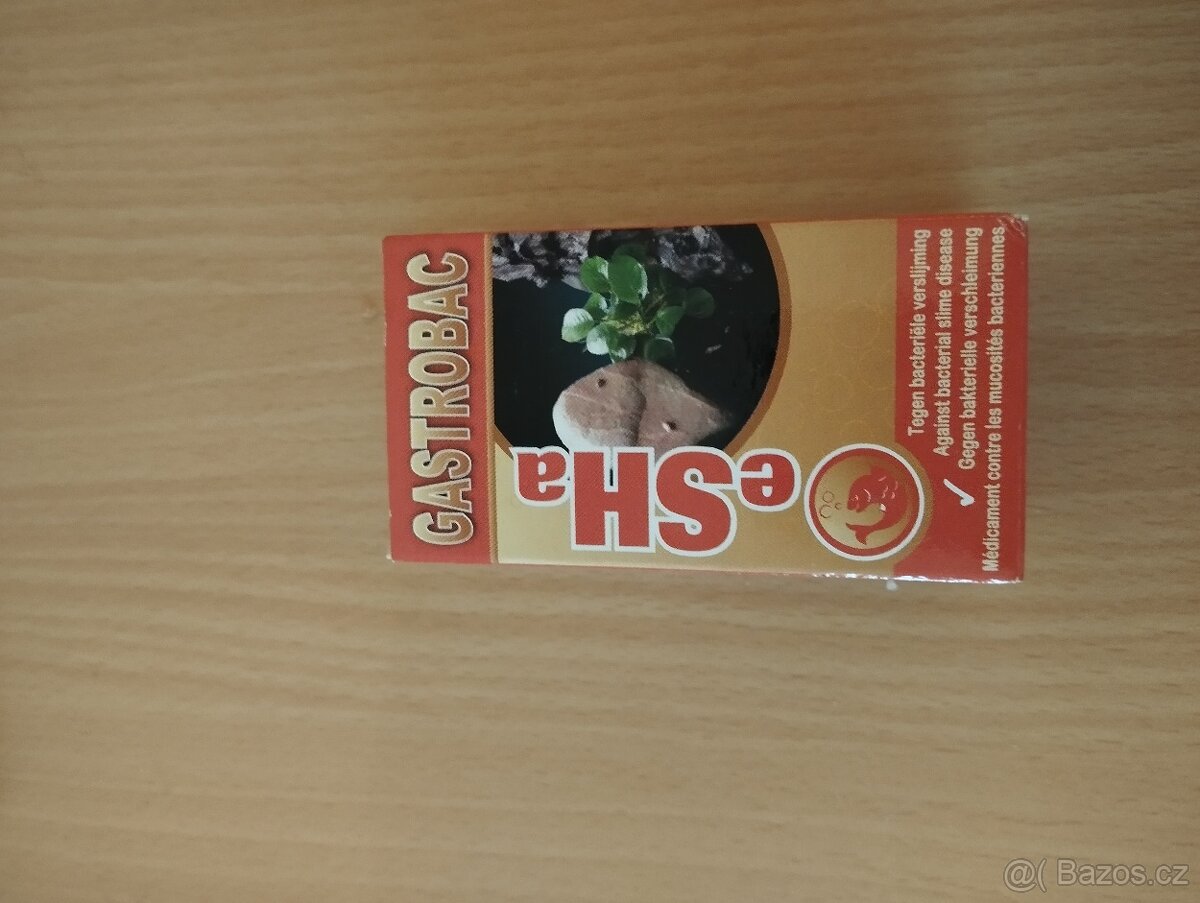 GASTROBAC
eSHa
Tegen bacteriële verslijming
Against bacterial slime disease
✓ Gegen bakterielle verschleimung
Médicament contre les mucosités bacteriennes
@( Bazos.cz